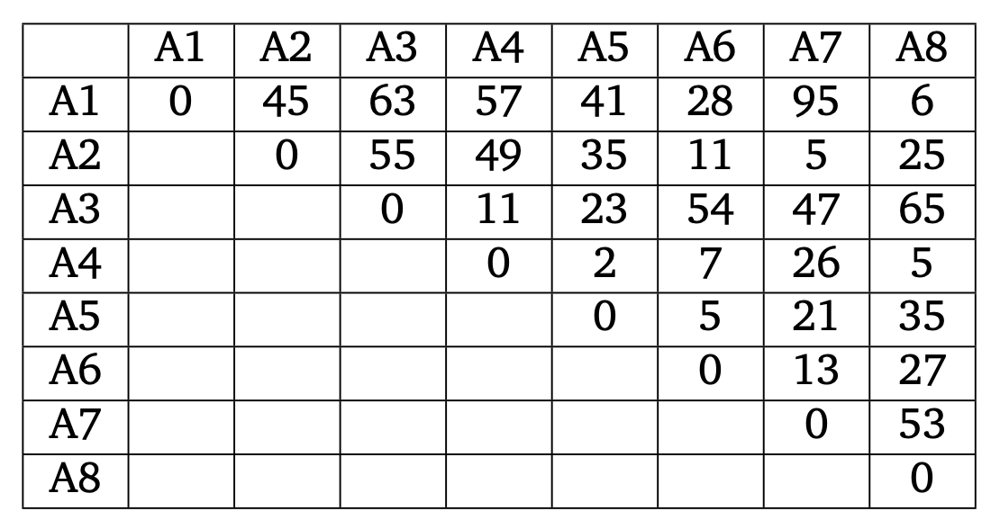 A1 A2 A3 A4 A5 A6 A7 A8
A1 0 45 63 57 41 28 95 6
A2 0 55 49 35 11 5 25
A3 0 11 23 54 47 65
A4 0 2 7 26 5
A5 0 5 21 35
A6 0 13 27
A7 0 53
A8 0